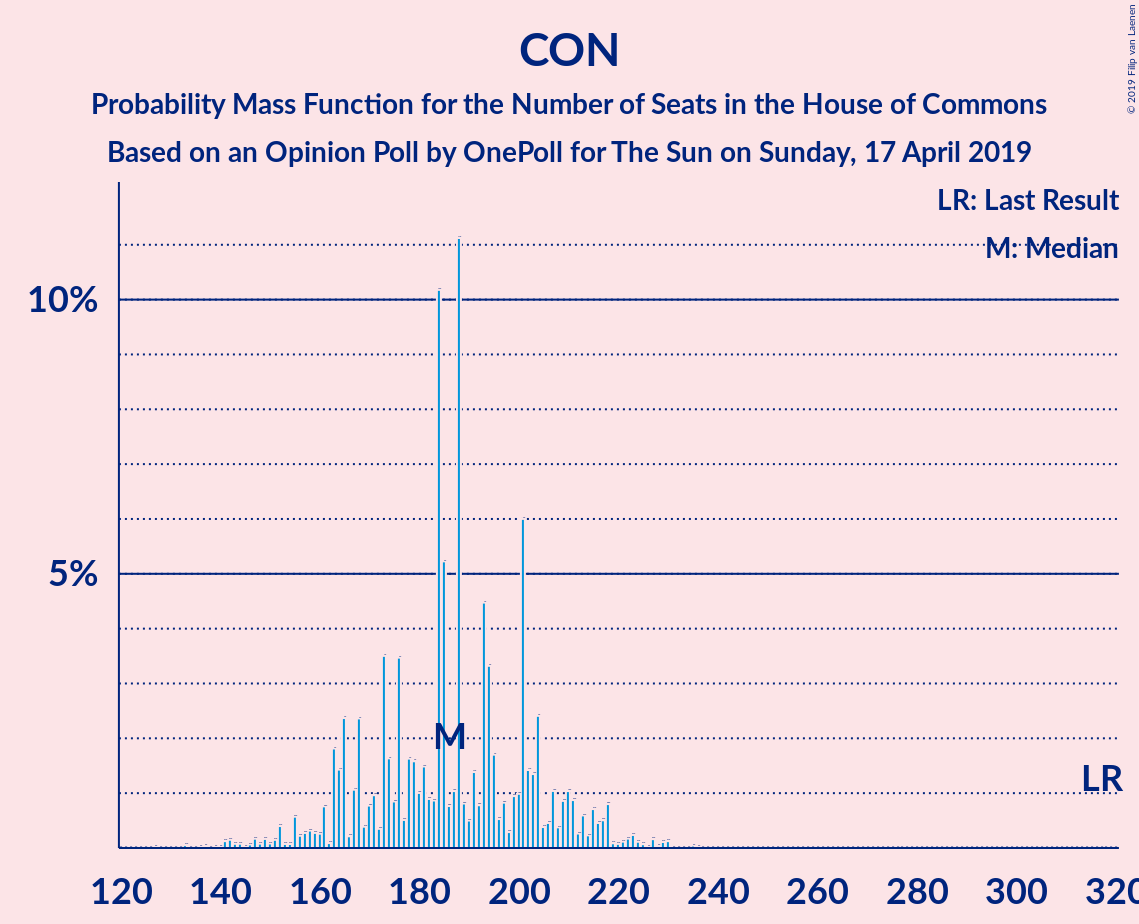 CON
Probability Mass Function for the Number of Seats in the House of Commons
Based on an Opinion Poll by OnePoll for The Sun on Sunday, 17 April 2019
© 2019 Filip van Laenen
LR: Last Result
M: Median
10%
5%
M
LR
120 140 160 180 200 220 240 260 280 300 320